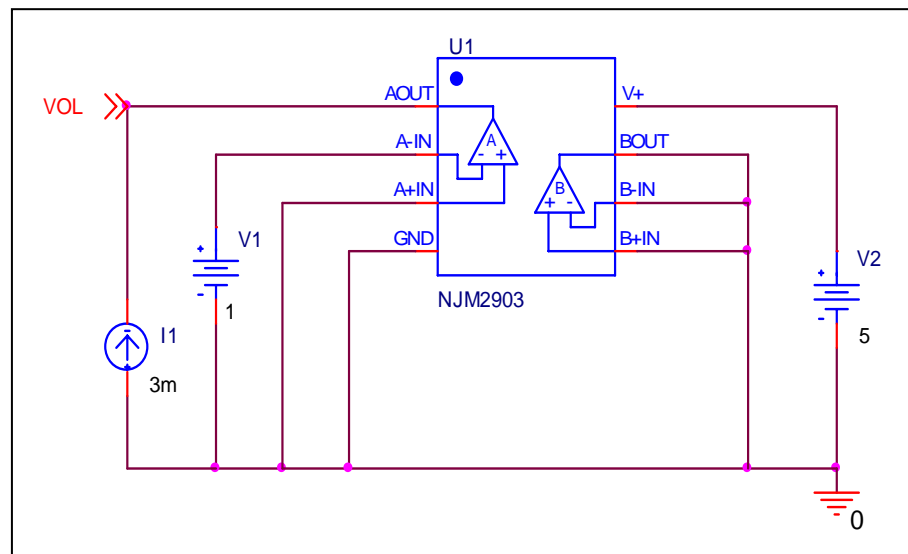 U1
VOL
AOUT
V+
A
A-IN
- +
BOUT
B
A+IN
+ -
B-IN
GND
B+IN
+
V1
-
1
NJM2903
+
V2
-
5
-
I1
+
3m
0